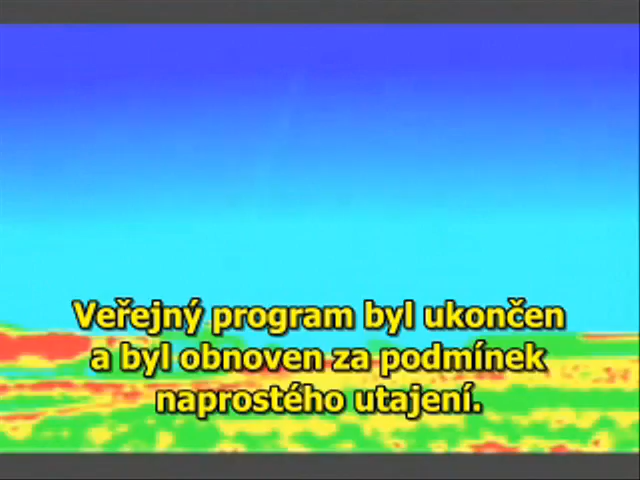 Veřejný program byl ukončen
a byl obnoven za podmínek
naprostého utajení.